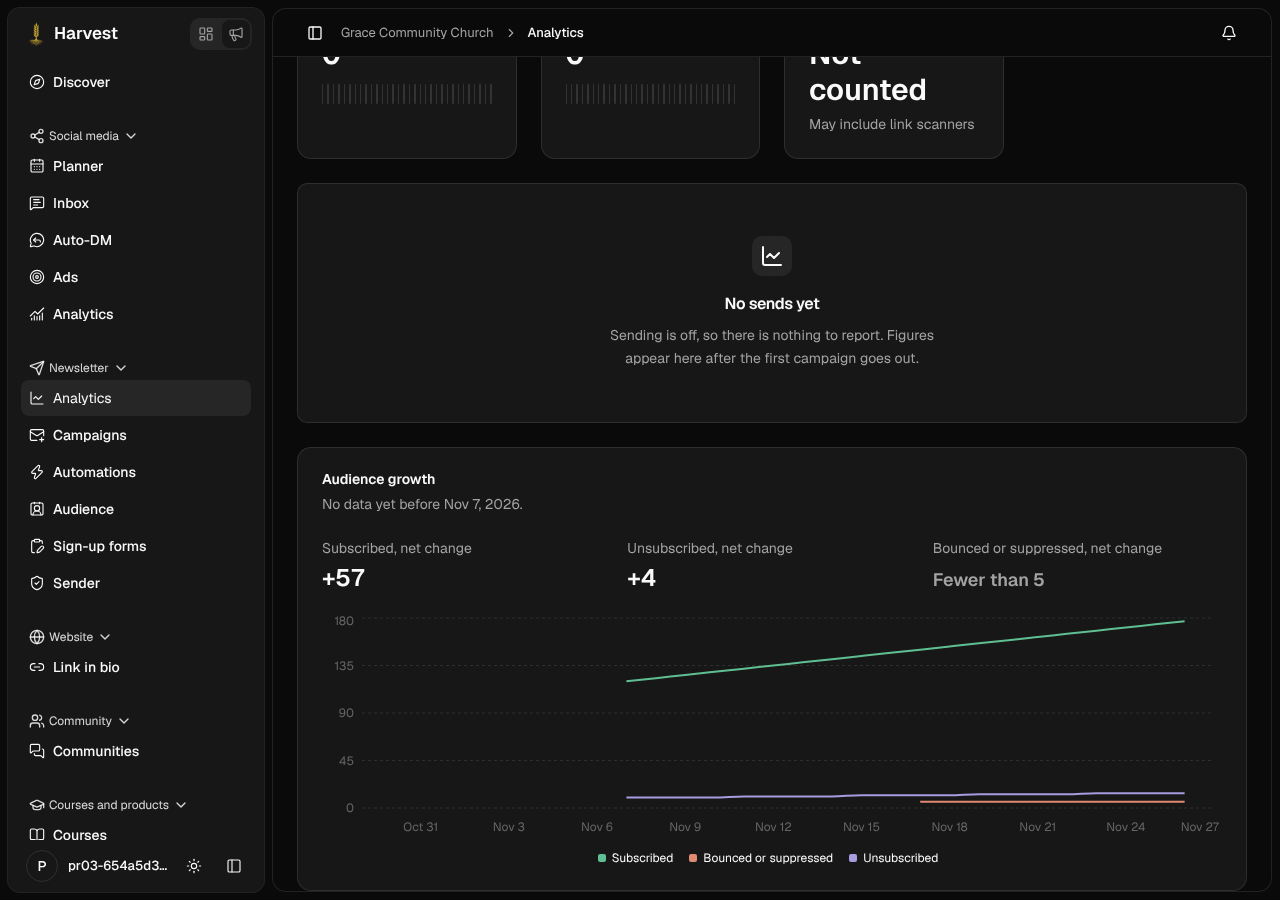 Harvest
Discover
Social media
Planner
Inbox
Auto-DM
Ads
Analytics
Newsletter
Analytics
Campaigns
Automations
Audience
Sign-up forms
Sender
Website
Link in bio
Community
Communities
Courses and products
Courses
P
pr03-654a5d3...
Grace Community Church
Analytics
0
0
Not
counted
May include link scanners
No sends yet
Sending is off, so there is nothing to report. Figures
appear here after the first campaign goes out.
Audience growth
No data yet before Nov 7, 2026.
Subscribed, net change
+57
Unsubscribed, net change
+4
Bounced or suppressed, net change
Fewer than 5
180
135
90
45
0
Oct 31 Nov 3 Nov 6 Nov 9 Nov 12 Nov 15 Nov 18 Nov 21 Nov 24 Nov 27
Subscribed Bounced or suppressed Unsubscribed